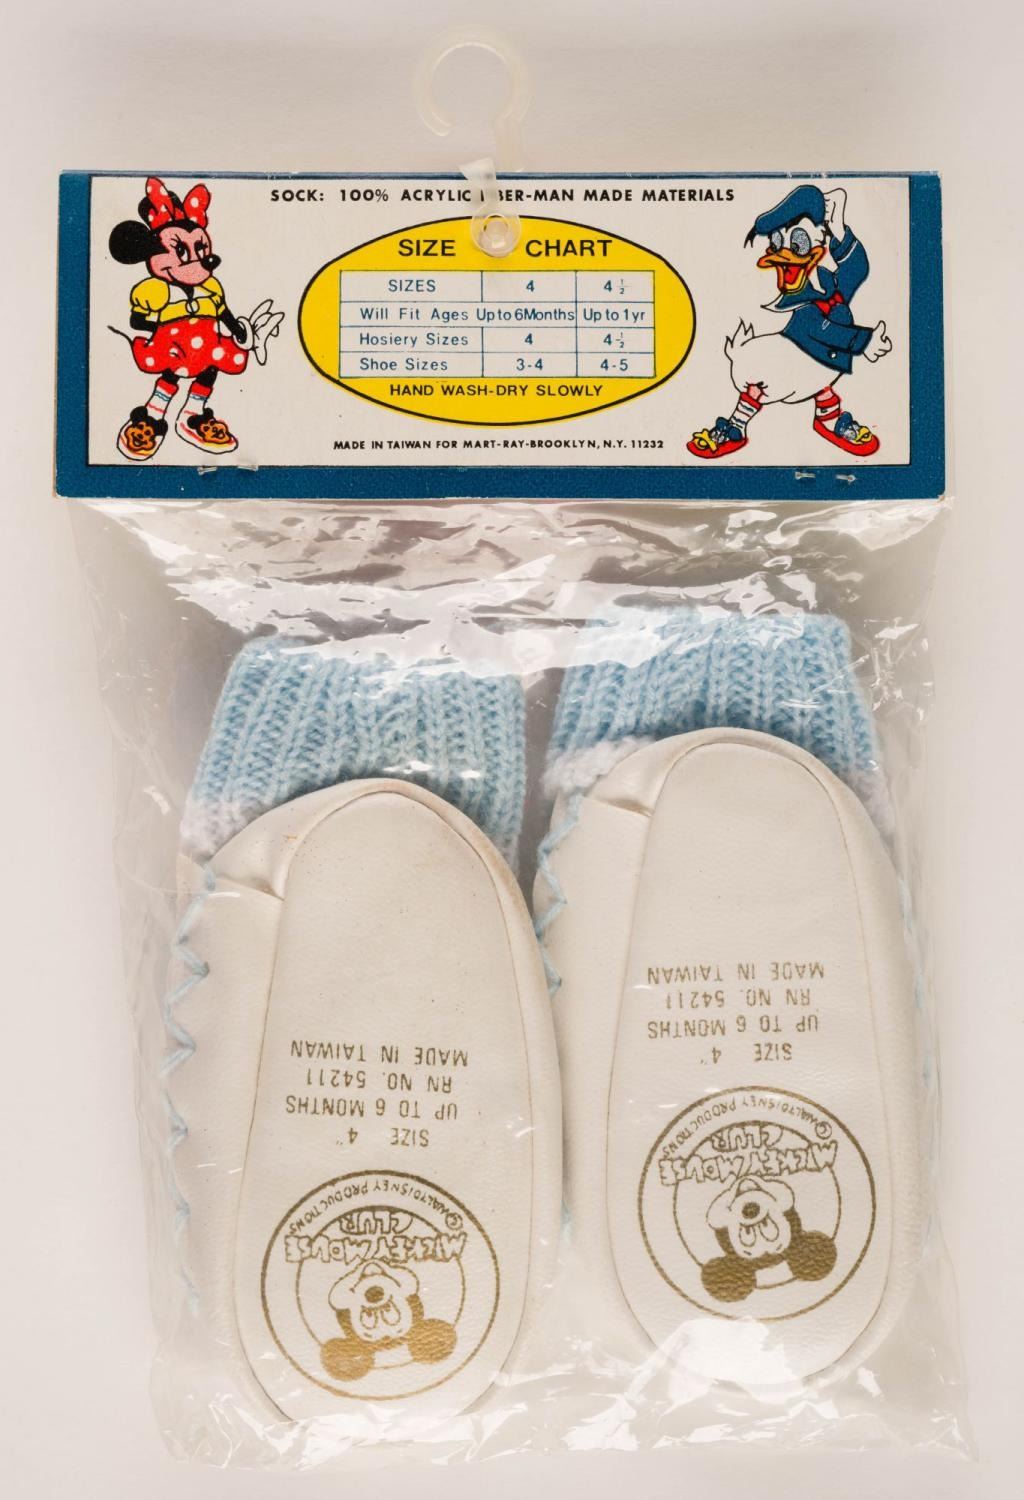 SOCK: 100% ACRYLIC BER-MAN MADE MATERIALS
SIZE CHART
SIZES 4 4 1/2
Will Fit Ages Up to 6 Months Up to 1 yr
Hosiery Sizes 4 4 1/2
Shoe Sizes 3-4 4-5
HAND WASH-DRY SLOWLY
MADE IN TAIWAN FOR MART-RAY-BROOKLYN, N.Y. 11232
©WALT DISNEY PRODUCTIONS
MICKEY MOUSE
CLUB
SIZE 4"
UP TO 6 MONTHS
RN NO. 54211
MADE IN TAIWAN
©WALT DISNEY PRODUCTIONS
MICKEY MOUSE
CLUB
SIZE 4"
UP TO 6 MONTHS
RN NO. 54211
MADE IN TAIWAN